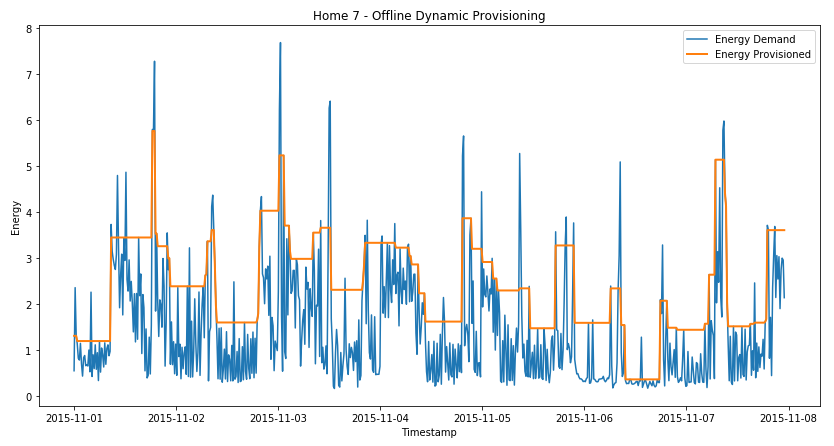 Home 7 - Offline Dynamic Provisioning
Energy Demand
Energy Provisioned
8
7
6
5
4
3
2
1
0
Energy
2015-11-01 2015-11-02 2015-11-03 2015-11-04 2015-11-05 2015-11-06 2015-11-07 2015-11-08
Timestamp